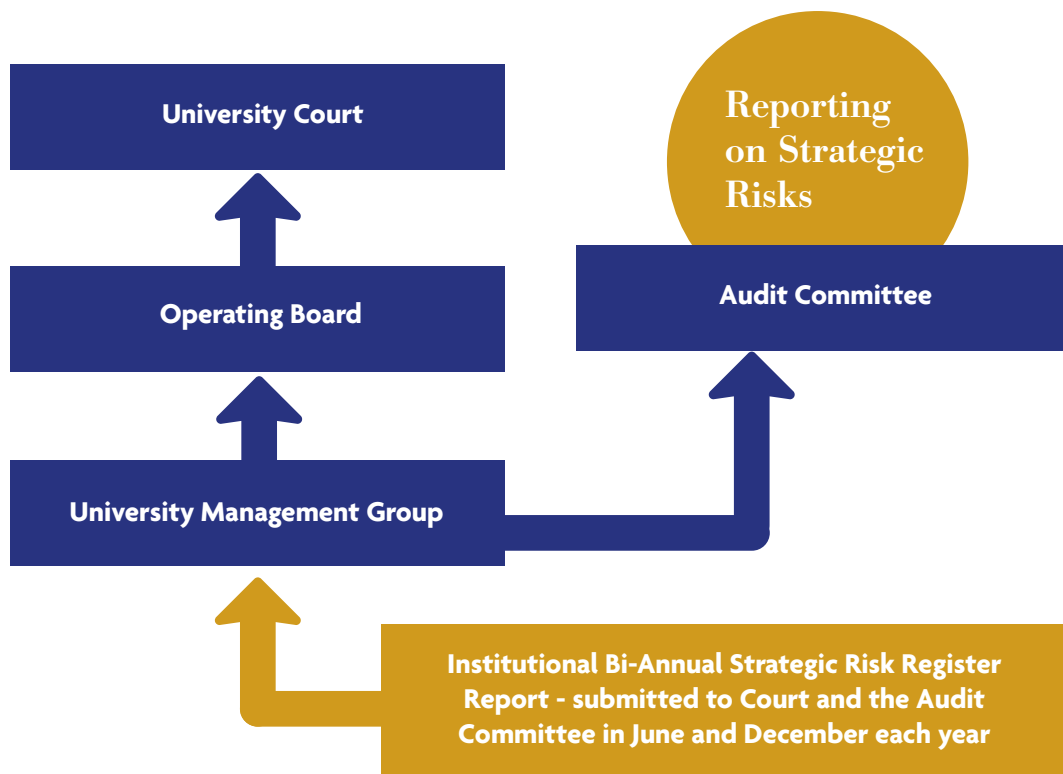 University Court
Reporting
on Strategic
Risks
Operating Board
Audit Committee
University Management Group
Institutional Bi-Annual Strategic Risk Register
Report - submitted to Court and the Audit
Committee in June and December each year